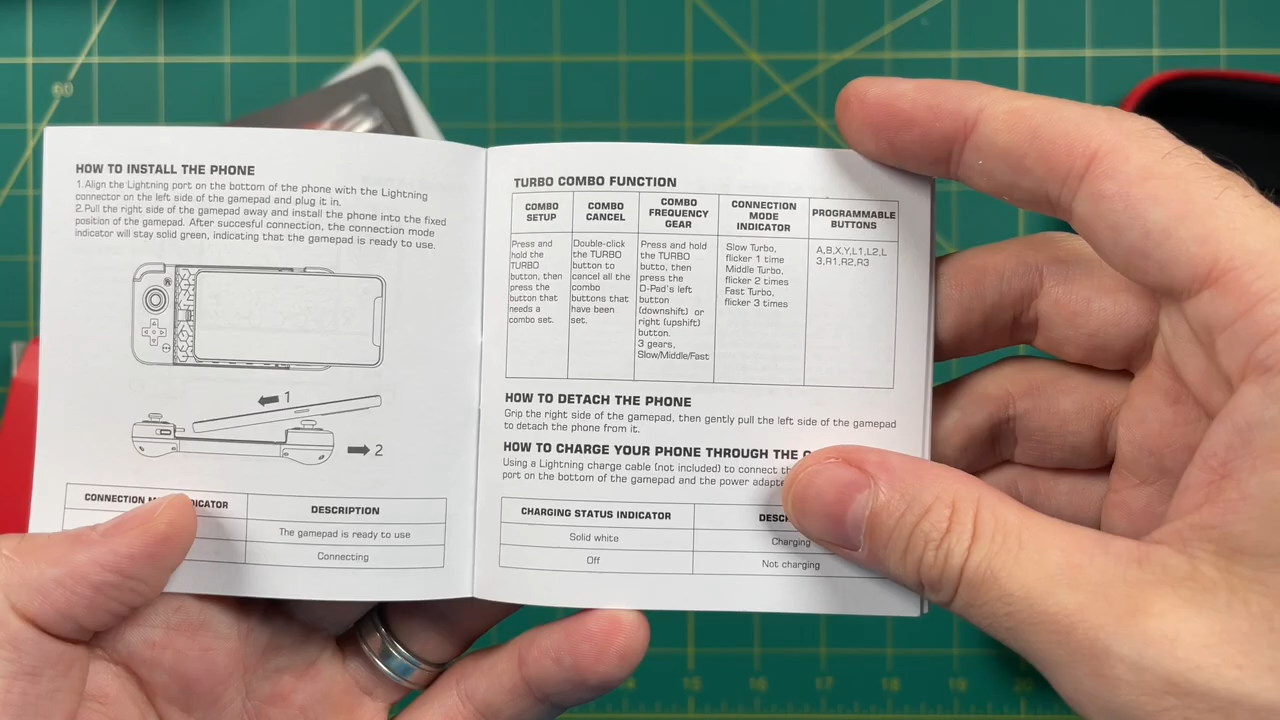 HOW TO INSTALL THE PHONE
1.Align the Lightning port on the bottom of the phone with the Lightning
connector on the left side of the gamepad and plug it in.
2.Pull the right side of the gamepad away and install the phone into the fixed
position of the gamepad. After succesful connection, the connection mode
indicator will stay solid green, indicating that the gamepad is ready to use.
1
2
CONNECTION
DESCRIPTION
The gamepad is ready to use
Connecting
TURBO COMBO FUNCTION
COMBO
SETUP
COMBO
CANCEL
COMBO
FREQUENCY
GEAR
CONNECTION
MODE
INDICATOR
PROGRAMMABLE
BUTTONS
Press and
hold the
TURBO
button, then
press the
button that
needs a
combo set.
Double-click
the TURBO
button to
cancel all the
combo
buttons that
have been
set.
Press and hold
the TURBO
butto, then
press the
D-Pad's left
button
(downshift) or
right (upshift)
button.
3 gears,
Slow/Middle/Fast
Slow Turbo,
flicker 1 time
Middle Turbo,
flicker 2 times
Fast Turbo,
flicker 3 times
A,B,X,Y,L1,L2,L
3,R1,R2,R3
HOW TO DETACH THE PHONE
Grip the right side of the gamepad, then gently pull the left side of the gamepad
to detach the phone from it.
HOW TO CHARGE YOUR PHONE THROUGH THE
Using a Lightning charge cable (not included) to connect
port on the bottom of the gamepad and the power
CHARGING STATUS INDICATOR
Solid white
Charging
Off
Not charging
60
14
15
16
17
18
19
20